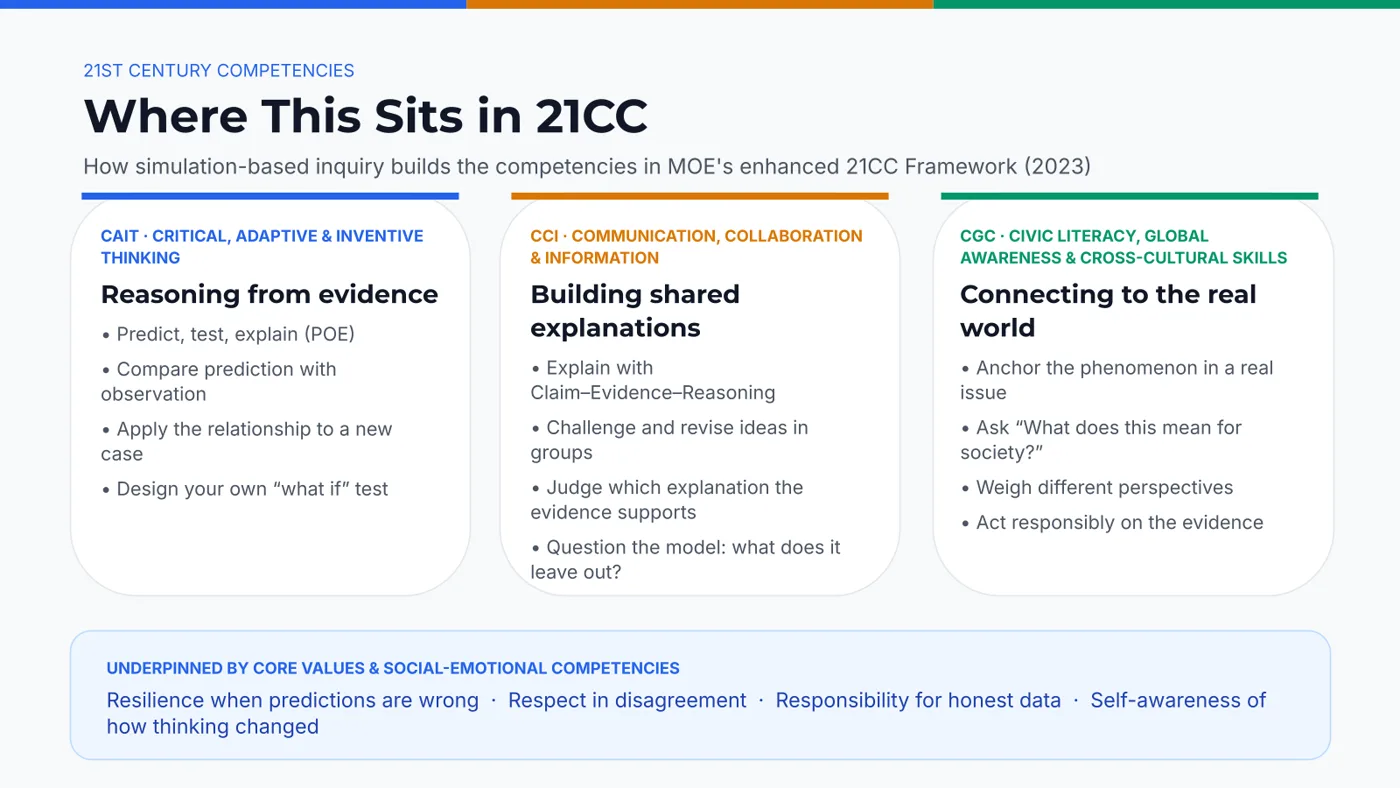 21ST CENTURY COMPETENCIES
Where This Sits in 21CC
How simulation-based inquiry builds the competencies in MOE's enhanced 21CC Framework (2023)
CAIT · CRITICAL, ADAPTIVE & INVENTIVE
THINKING
Reasoning from evidence
• Predict, test, explain (POE)
• Compare prediction with
observation
• Apply the relationship to a new
case
• Design your own “what if” test
CCI · COMMUNICATION, COLLABORATION
& INFORMATION
Building shared
explanations
• Explain with
Claim–Evidence–Reasoning
• Challenge and revise ideas in
groups
• Judge which explanation the
evidence supports
• Question the model: what does it
leave out?
CGC · CIVIC LITERACY, GLOBAL
AWARENESS & CROSS-CULTURAL SKILLS
Connecting to the real
world
• Anchor the phenomenon in a real
issue
• Ask “What does this mean for
society?”
• Weigh different perspectives
• Act responsibly on the evidence
UNDERPINNED BY CORE VALUES & SOCIAL-EMOTIONAL COMPETENCIES
Resilience when predictions are wrong · Respect in disagreement · Responsibility for honest data · Self-awareness of
how thinking changed